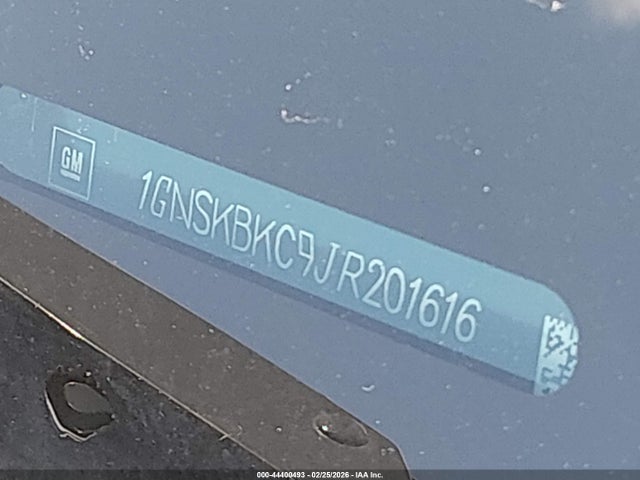 GM
1GNSKBKC9JR201616
000-44400493 - 02/25/2026 - IAA Inc.